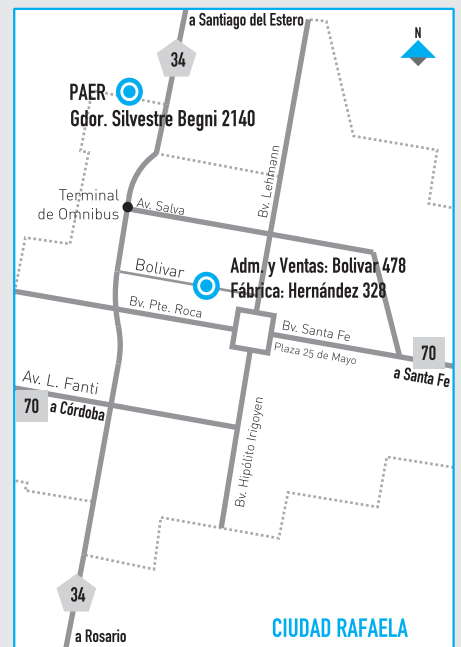 a Santiago del Estero
N
34
PAER
Gdor. Silvestre Begni 2140
Bv. Lehmann
Terminal
de Omnibus
Av. Salva
Bolivar
Adm. y Ventas: Bolivar 478
Fábrica: Hernández 328
Bv. Pte. Roca
Bv. Santa Fe
Plaza 25 de Mayo
70
a Santa Fe
Av. L. Fanti
70
a Córdoba
Bv. Hipólito Irigoyen
34
a Rosario
CIUDAD RAFAELA